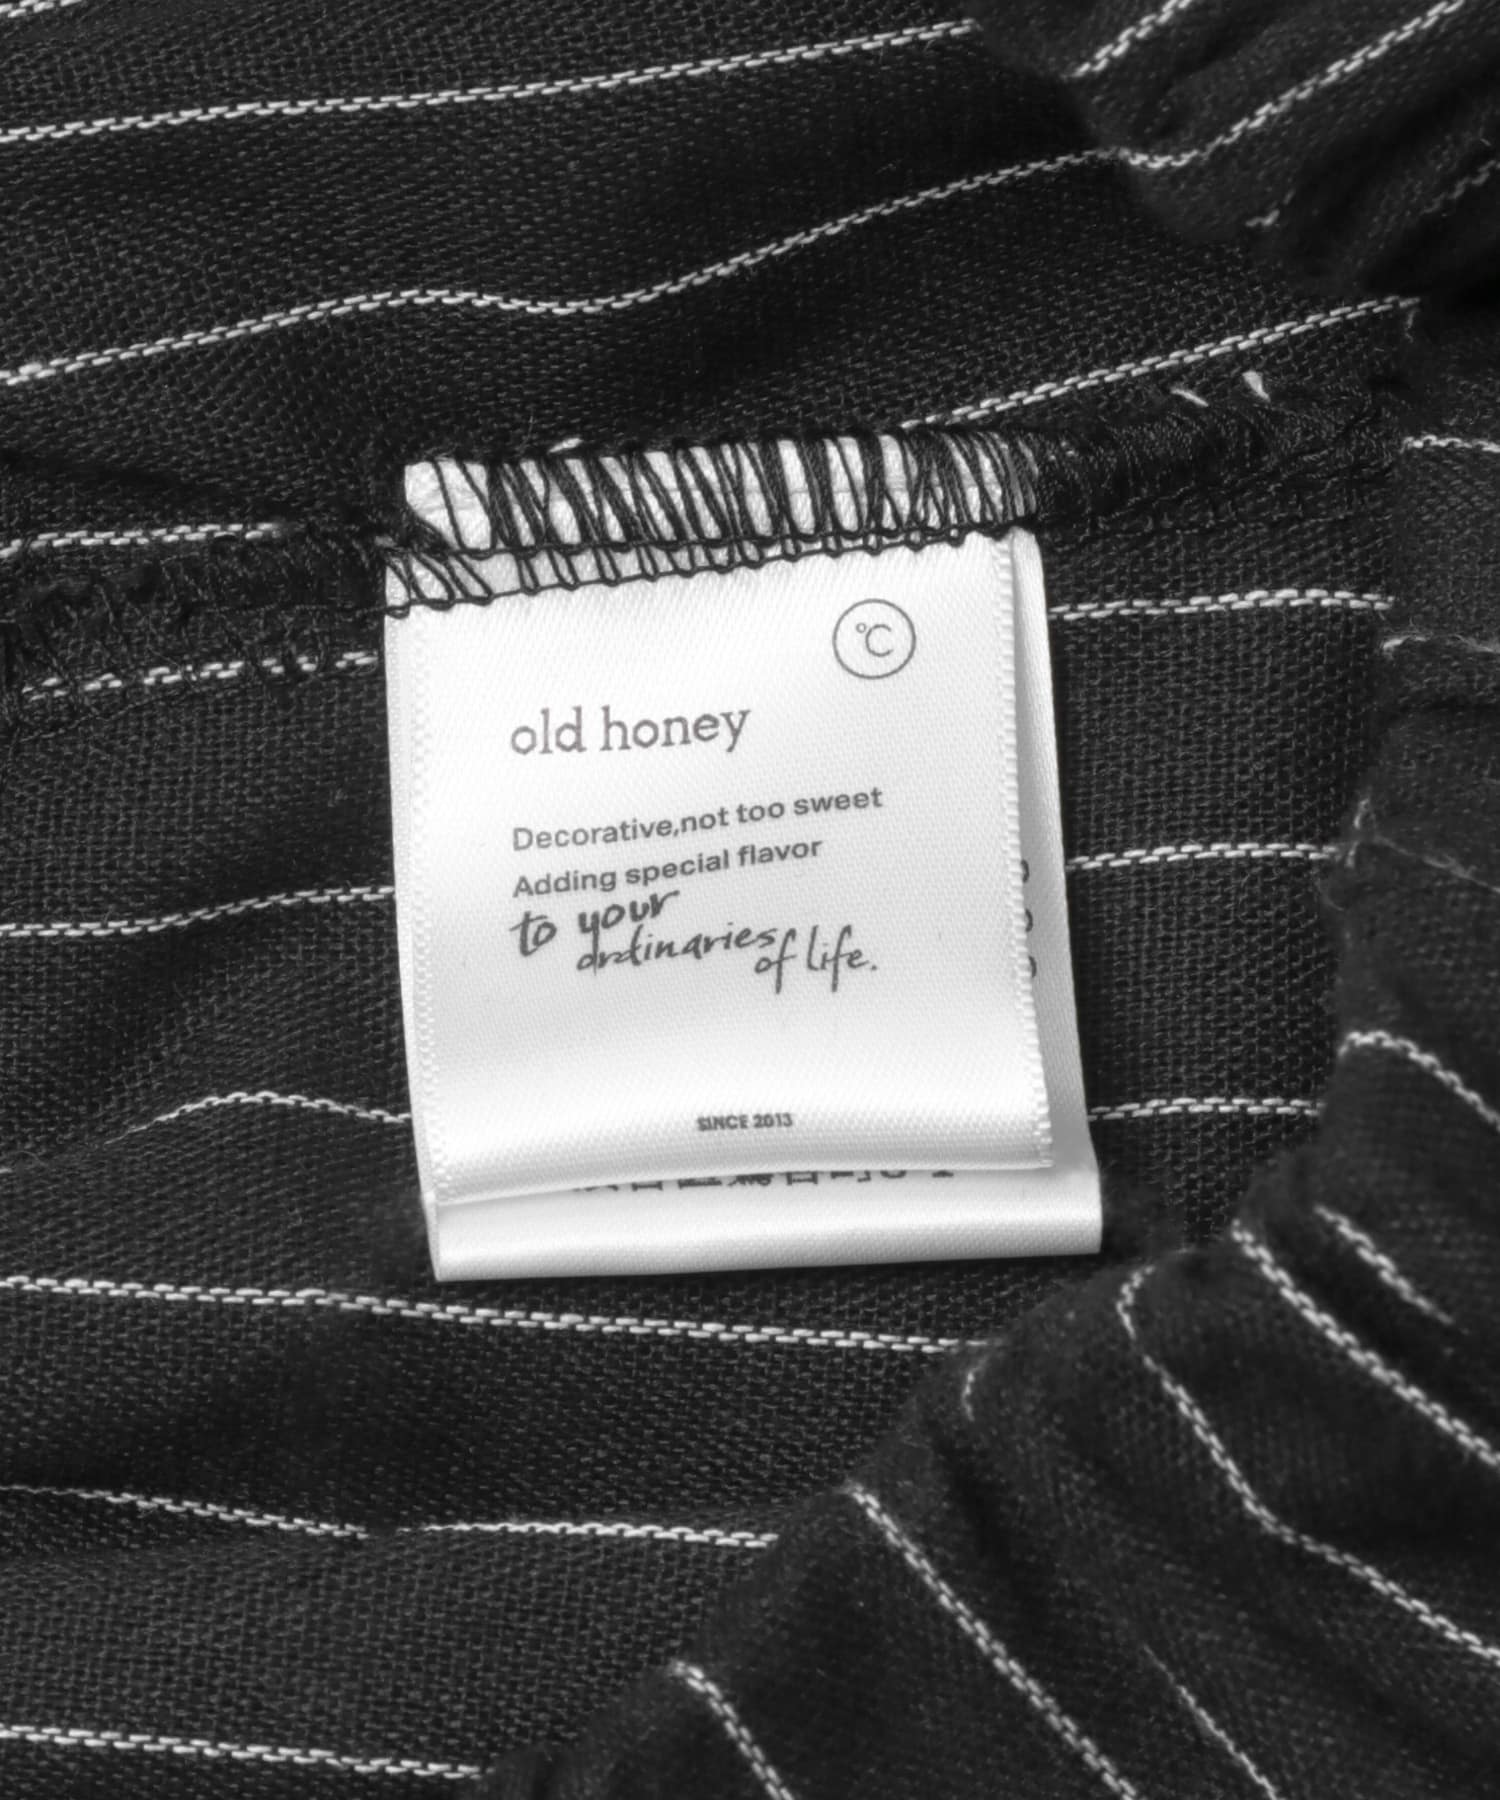 ℃
old honey
Decorative,not too sweet
Adding special flavor
to your
ordinaries
of life.
SINCE 2013